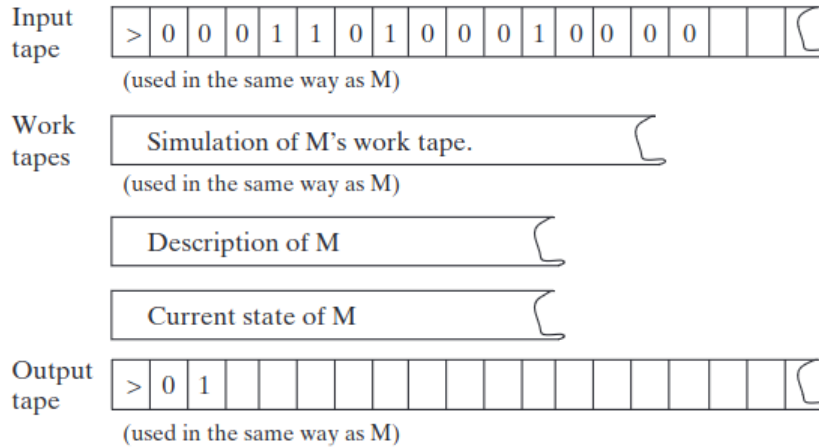 Input tape
> 0 0 0 1 1 0 1 0 0 0 1 0 0 0 0
(used in the same way as M)
Work tapes
Simulation of M’s work tape.
(used in the same way as M)
Description of M
Current state of M
Output tape
> 0 1
(used in the same way as M)